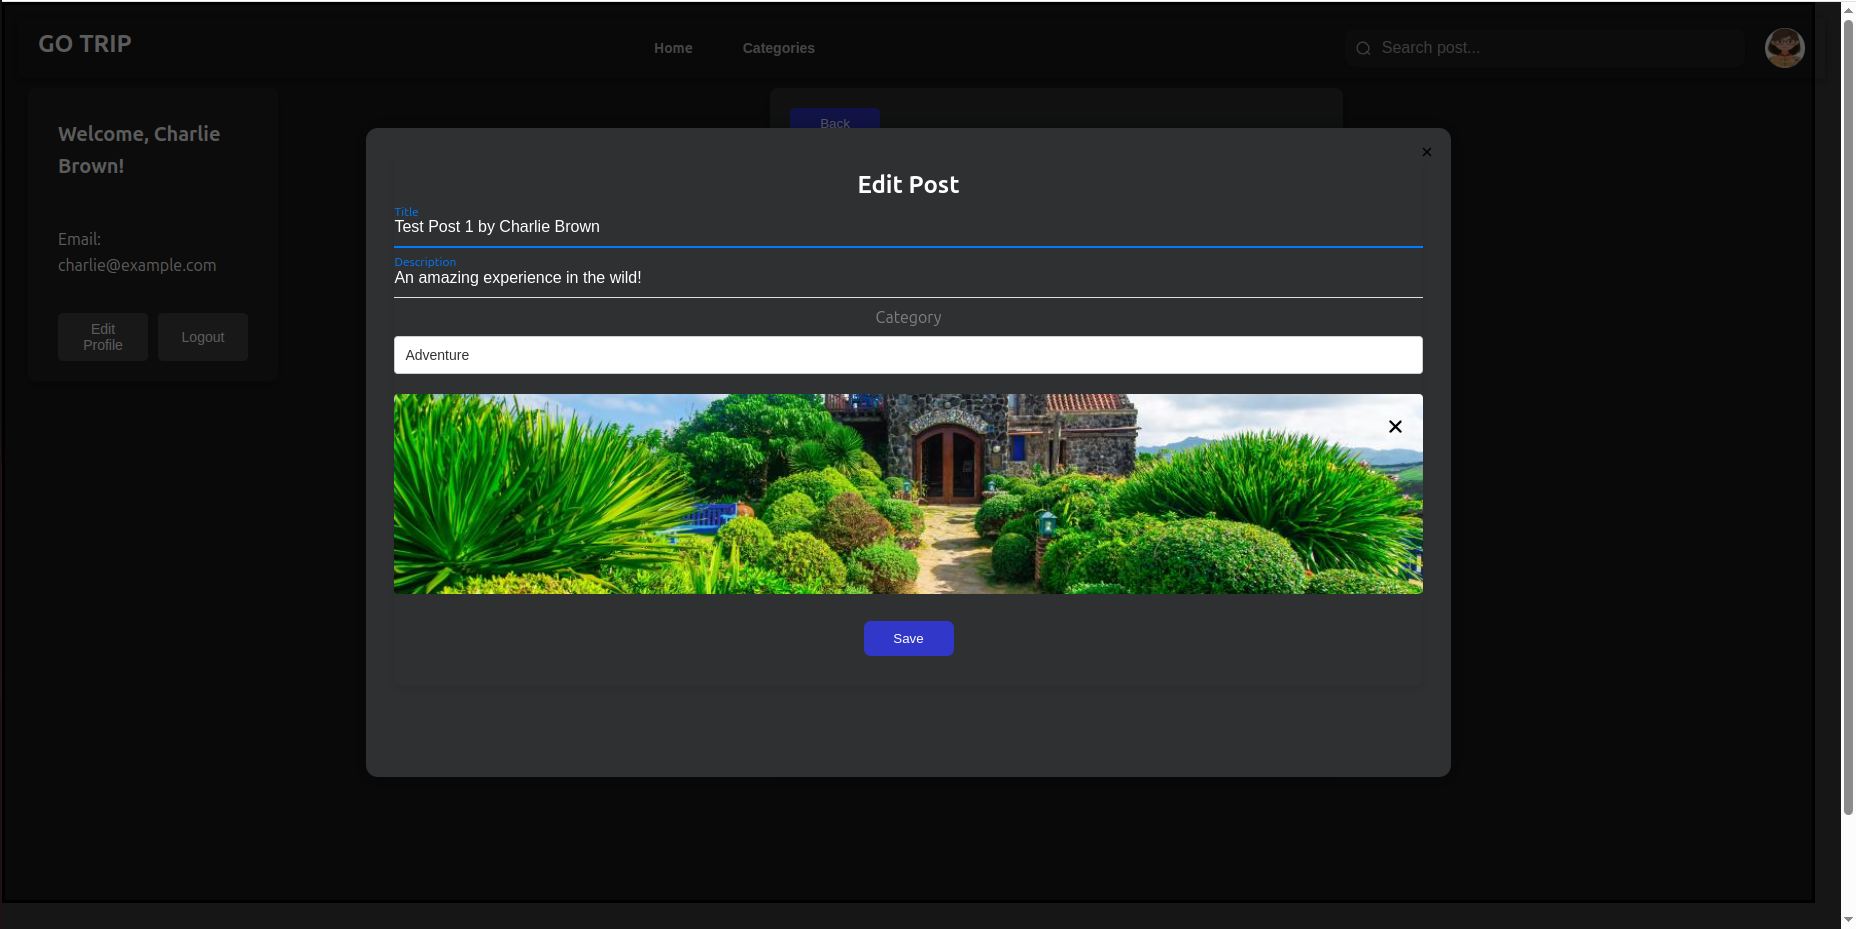 GO TRIP
Home
Categories
Search post...
Welcome, Charlie
Brown!
Email:
charlie@example.com
Edit
Profile
Logout
Back
×
Edit Post
Title
Test Post 1 by Charlie Brown
Description
An amazing experience in the wild!
Category
Adventure
×
Save